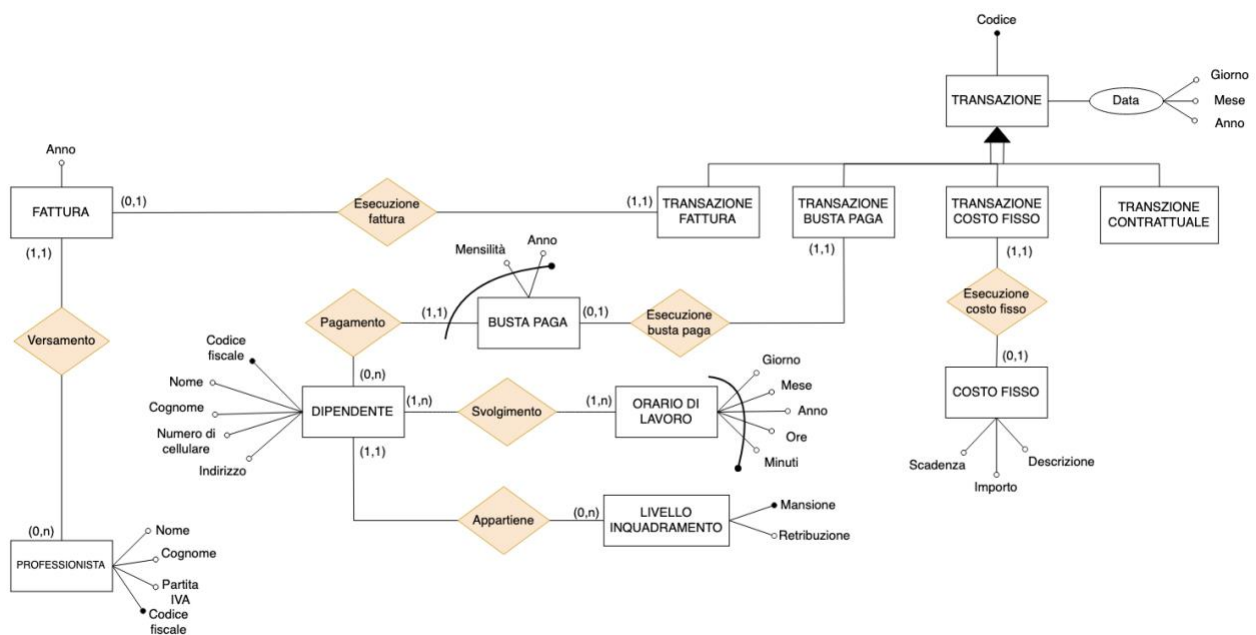 Codice
TRANSAZIONE
Data
Giorno
Mese
Anno
Anno
FATTURA
(0,1)
Esecuzione
fattura
(1,1)
TRANSAZIONE
FATTURA
TRANSAZIONE
BUSTA PAGA
TRANSAZIONE
COSTO FISSO
TRANSZIONE
CONTRATTUALE
(1,1)
(1,1)
(1,1)
Mensilità
Anno
Versamento
Pagamento
(1,1)
BUSTA PAGA
(0,1)
Esecuzione
busta paga
Esecuzione
costo fisso
(0,1)
COSTO FISSO
Scadenza
Importo
Descrizione
Codice
fiscale
Nome
Cognome
Numero di
cellulare
Indirizzo
(0,n)
DIPENDENTE
(1,n)
Svolgimento
(1,n)
ORARIO DI
LAVORO
Giorno
Mese
Anno
Ore
Minuti
(1,1)
Appartiene
(0,n)
LIVELLO
INQUADRAMENTO
Mansione
Retribuzione
(0,n)
PROFESSIONISTA
Nome
Cognome
Partita
IVA
Codice
fiscale